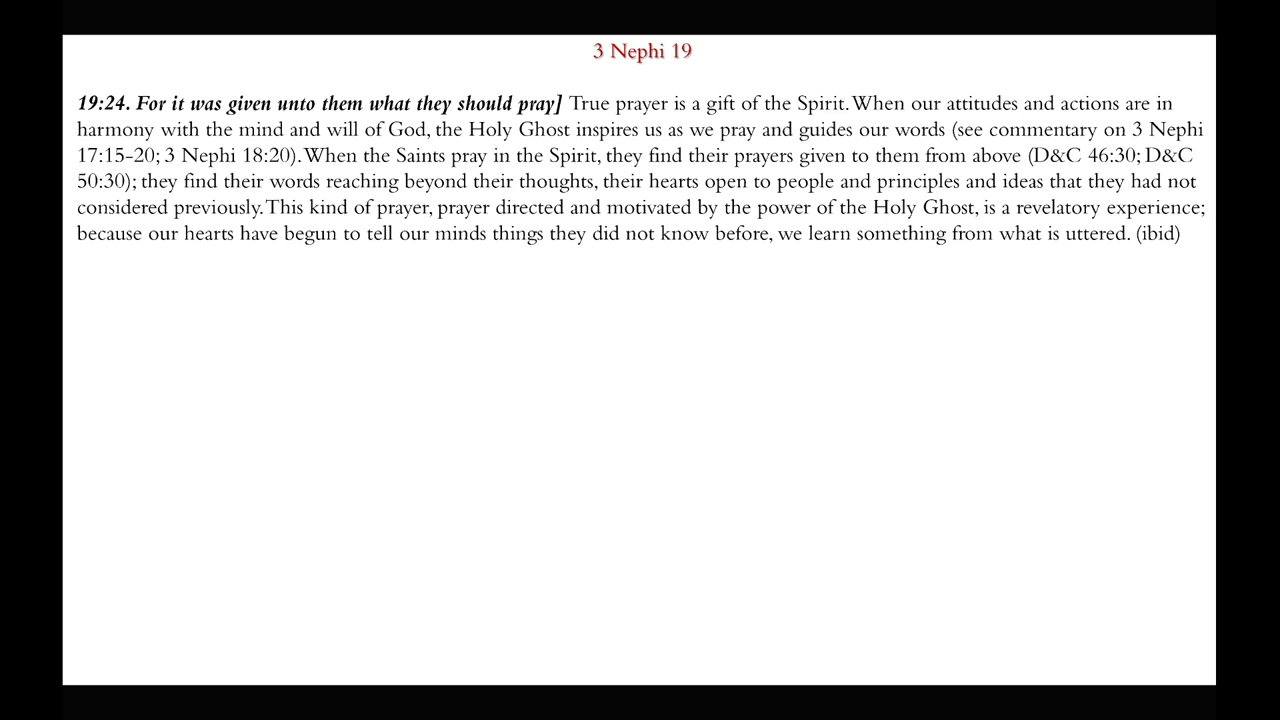 3 Nephi 19
19:24. For it was given unto them what they should pray] True prayer is a gift of the Spirit. When our attitudes and actions are in
harmony with the mind and will of God, the Holy Ghost inspires us as we pray and guides our words (see commentary on 3 Nephi
17:15-20; 3 Nephi 18:20). When the Saints pray in the Spirit, they find their prayers given to them from above (D&C 46:30; D&C
50:30); they find their words reaching beyond their thoughts, their hearts open to people and principles and ideas that they had not
considered previously. This kind of prayer, prayer directed and motivated by the power of the Holy Ghost, is a revelatory experience;
because our hearts have begun to tell our minds things they did not know before, we learn something from what is uttered. (ibid)